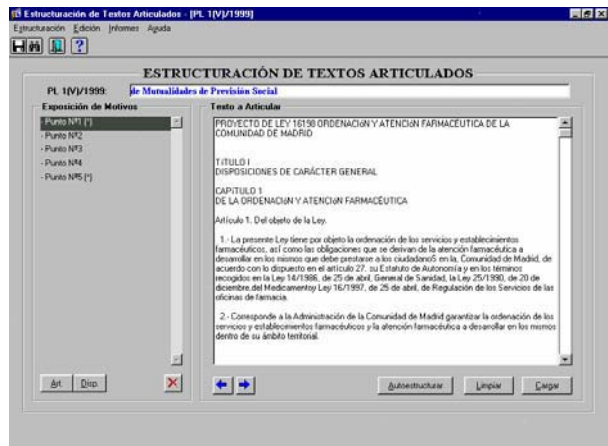 Estructuración de Textos Articulados - [PL 1(V)/1999]
Estructuración Edición Informes Ayuda
ESTRUCTURACIÓN DE TEXTOS ARTICULADOS
PL 1(V)/1999: de Mutualidades de Previsión Social
Exposición de Motivos
- Punto Nº1 (*)
- Punto Nº2
- Punto Nº3
- Punto Nº4
- Punto Nº5 (*)
Art. Disp.
Texto a Articular
PROYECTO DE LEY 16198 ORDENACIóN Y ATENCIóN FARMACÉUTICA DE LA
COMUNIDAD DE MADRID
TíTULO I
DISPOSICIONES DE CARÁCTER GENERAL
CAPíTULO 1
DE LA ORDENACIóN Y ATENCIóN FARMACÉUTICA
Artículo 1. Del objeto de la Ley.
1.- La presente Ley tiene por objeto la ordenación de los servicios y establecimientos
farmacéuticos, así como las obligaciones que se derivan de la atención farmacéutica a
desarrollar en los mismos que debe prestarse a los ciudadanoS en la, Comunidad de Madrid, de
acuerdo con lo dispuesto en el artículo 27, su Estatuto de Autonomía y en los términos
recogidos en la Ley 14/1986, de 25 de abril, General de Sanidad, la Ley 25/1990, de 20 de
diciembre,del Medicamentoy Ley 16/1997, de 25 de abril, de Regulación de los Servicios de las
oficinas de farmacia.
2.- Corresponde a la Administración de la Comunidad de Madrid garantizar la ordenación de los
servicios y establecimientos farmacéuticos y la atención farmacéutica a desarrollar en los mismos
dentro de su ámbito territorial.
Autoestructurar Limpiar Cargar